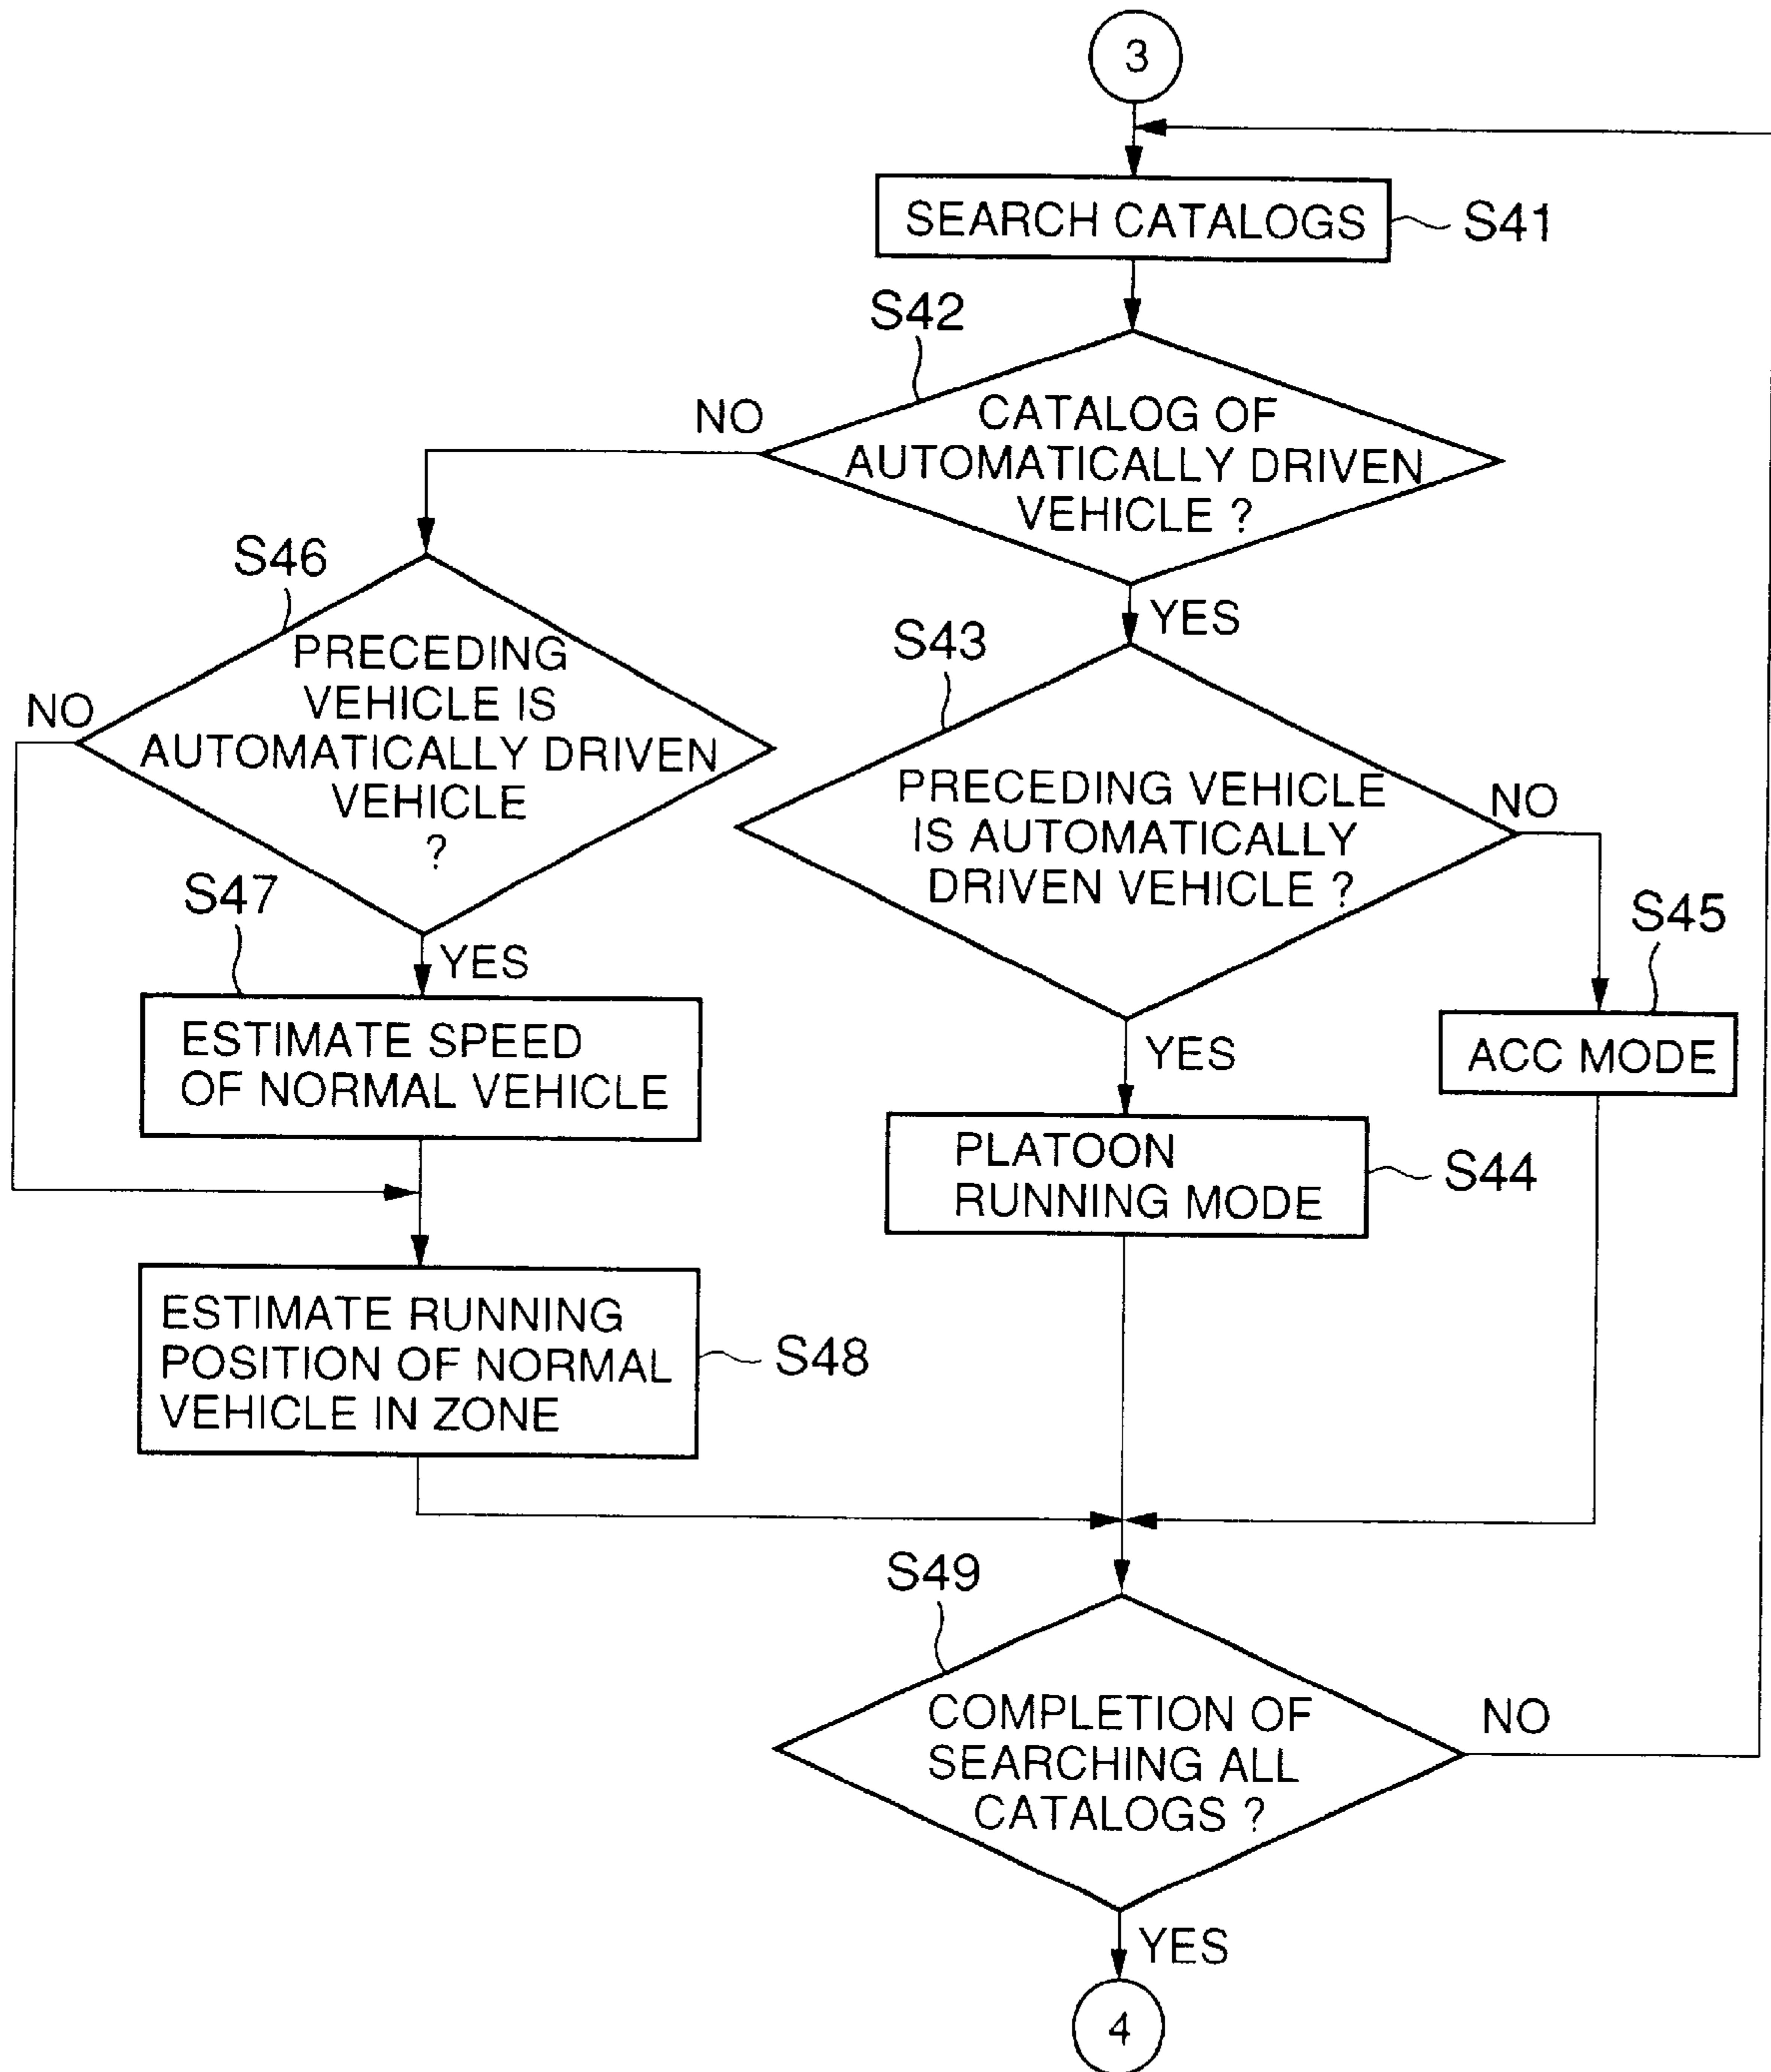 3
SEARCH CATALOGS
S41
S42
CATALOG OF
AUTOMATICALLY DRIVEN
VEHICLE ?
NO
YES
S46
PRECEDING
VEHICLE IS
AUTOMATICALLY DRIVEN
VEHICLE
?
NO
YES
S43
PRECEDING VEHICLE
IS AUTOMATICALLY
DRIVEN VEHICLE ?
NO
YES
S47
ESTIMATE SPEED
OF NORMAL VEHICLE
S45
ACC MODE
PLATOON
RUNNING MODE
S44
ESTIMATE RUNNING
POSITION OF NORMAL
VEHICLE IN ZONE
S48
S49
COMPLETION OF
SEARCHING ALL
CATALOGS ?
NO
YES
4